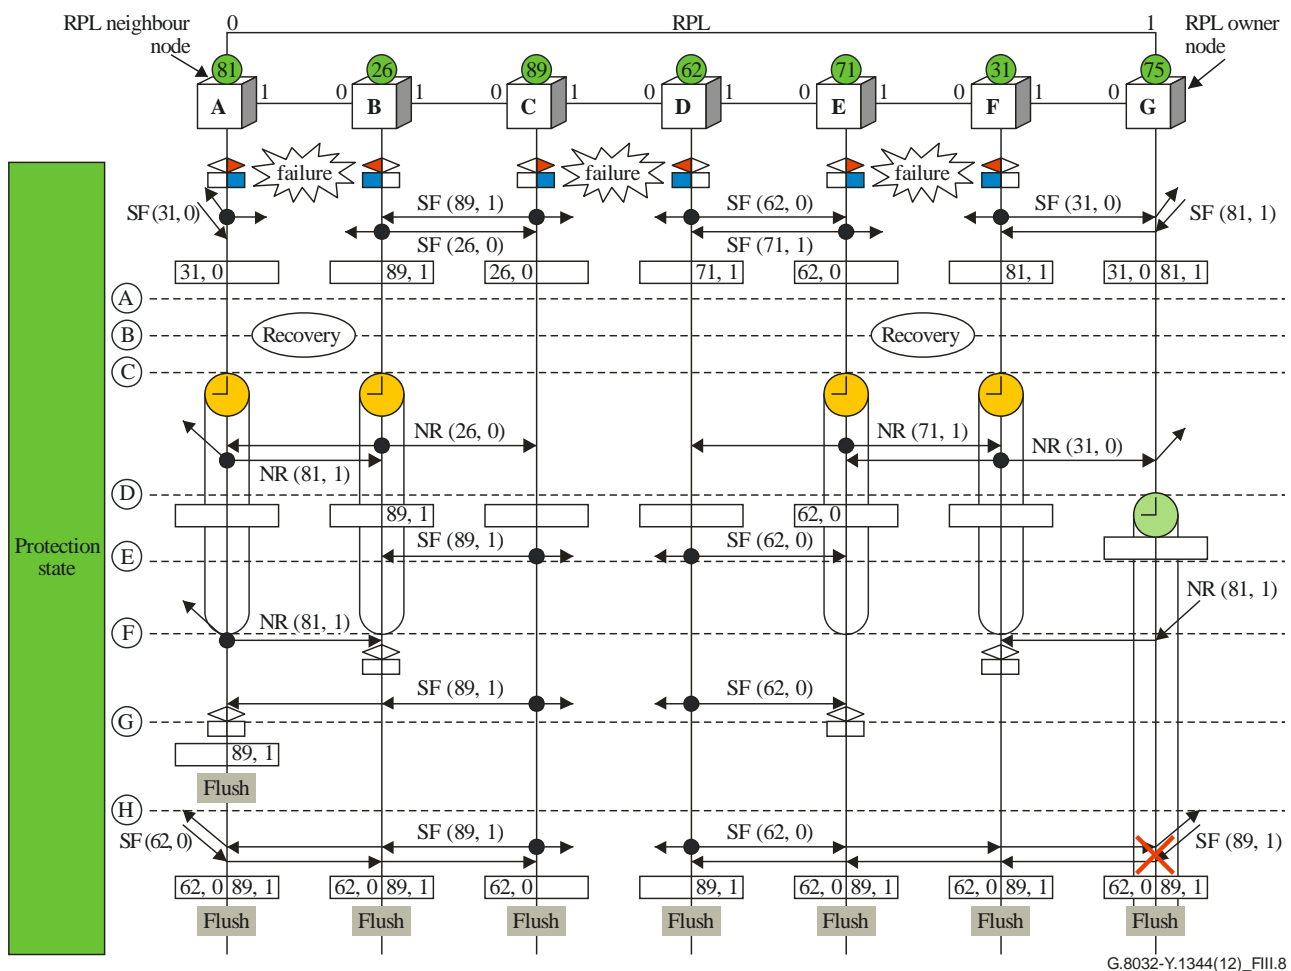 RPL neighbour
node
0
RPL
1
RPL owner
node
81
26
89
62
71
31
75
A
1
0
B
1
0
C
1
0
D
1
0
E
1
0
F
1
0
G
failure
failure
failure
SF (31, 0)
SF (89, 1)
SF (62, 0)
SF (31, 0)
SF (81, 1)
SF (26, 0)
SF (71, 1)
31, 0
89, 1
26, 0
71, 1
62, 0
81, 1
31, 0
81, 1
A
B
Recovery
Recovery
C
NR (26, 0)
NR (71, 1)
NR (81, 1)
NR (31, 0)
D
89, 1
62, 0
Protection
state
SF (89, 1)
SF (62, 0)
E
NR (81, 1)
NR (81, 1)
F
SF (89, 1)
SF (62, 0)
G
89, 1
Flush
H
SF (62, 0)
SF (89, 1)
SF (62, 0)
SF (89, 1)
62, 0
89, 1
62, 0
89, 1
62, 0
89, 1
62, 0
89, 1
62, 0
89, 1
62, 0
89, 1
Flush
Flush
Flush
Flush
Flush
Flush
G.8032-Y.1344(12)_FIII.8